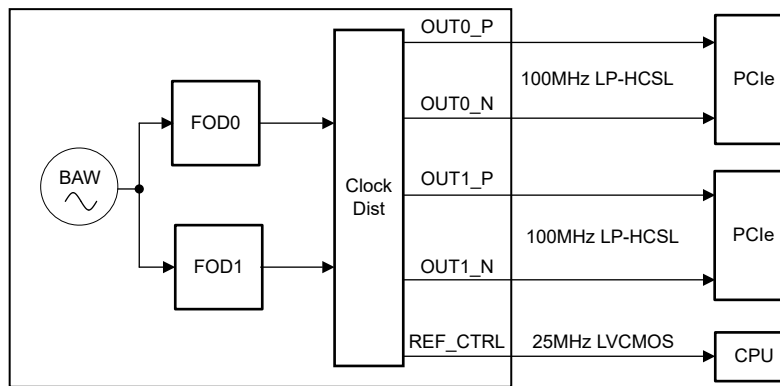 OUT0_P
100MHz LP-HCSL
PCIe
FOD0
OUT0_N
BAW
Clock
Dist
OUT1_P
100MHz LP-HCSL
PCIe
FOD1
OUT1_N
REF_CTRL
25MHz LVCMOS
CPU